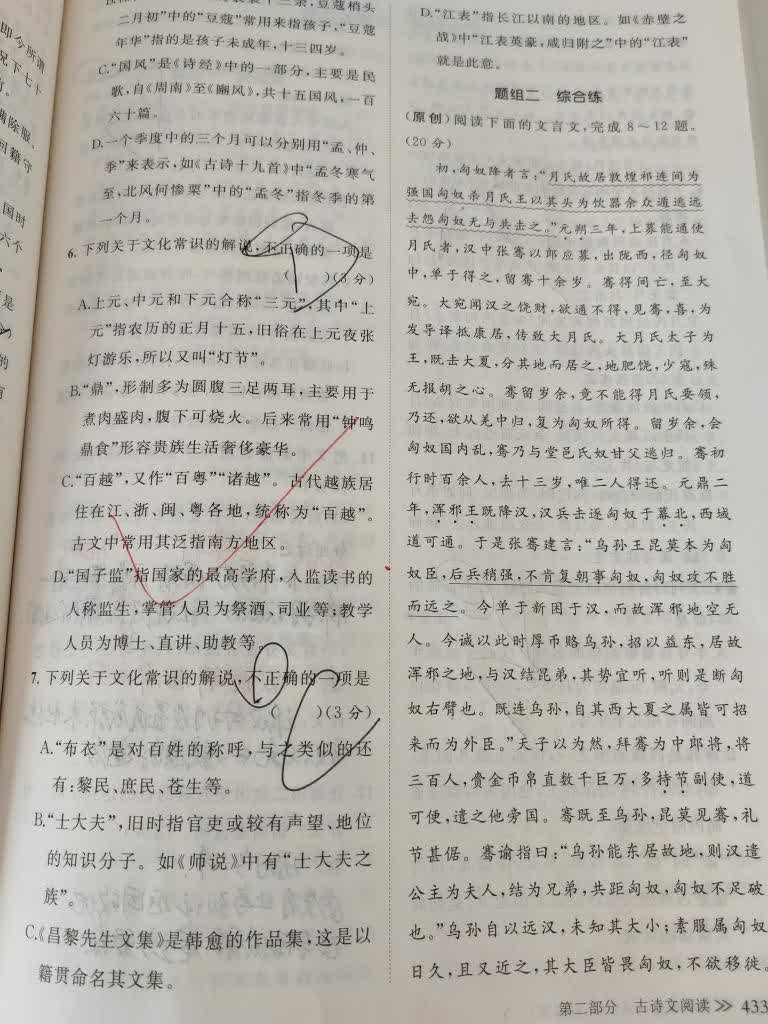 即今所谓
况下七十
满除服、
回籍守
国时
六个
是
的
二月初”中的“豆蔻”常用来指孩子，“豆蔻
年华”指的是孩子未成年，十三四岁。
C.“国风”是《诗经》中的一部分，主要是民
歌，自《周南》至《豳风》，共十五国风，一百
六十篇。
D.一个季度中的三个月可以分别用“孟、仲、
季”来表示，如《古诗十九首》中“孟冬寒气
至，北风何惨栗”中的“孟冬”指冬季的第
一个月。
6.下列关于文化常识的解说，不正确的一项是
(　　)(3分)
A.上元、中元和下元合称“三元”，其中“上
元”指农历的正月十五，旧俗在上元夜张
灯游乐，所以又叫“灯节”。
B.“鼎”，形制多为圆腹三足两耳，主要用于
煮肉盛肉，腹下可烧火。后来常用“钟鸣
鼎食”形容贵族生活奢侈豪华。
C.“百越”，又作“百粤”“诸越”。古代越族居
住在江、浙、闽、粤各地，统称为“百越”。
古文中常用其泛指南方地区。
D.“国子监”指国家的最高学府，入监读书的
人称监生，掌管人员为祭酒、司业等；教学
人员为博士、直讲、助教等。
7.下列关于文化常识的解说，不正确的一项是
(　　)(3分)
A.“布衣”是对百姓的称呼，与之类似的还
有：黎民、庶民、苍生等。
B.“士大夫”，旧时指官吏或较有声望、地位
的知识分子。如《师说》中有“士大夫之
族”。
C.《昌黎先生文集》是韩愈的作品集，这是以
籍贯命名其文集。
D.“江表”指长江以南的地区。如《赤壁之
战》中“江表英豪，咸归附之”中的“江表”
就是此意。
题组二　综合练
(原创)阅读下面的文言文，完成8～12题。
(20分)
初，匈奴降者言：“月氏故居敦煌祁连间为
强国匈奴杀月氏王以其头为饮器余众遁逃远
去怨匈奴无与共击之。”元朔三年，上募能通使
月氏者，汉中张骞以郎应募，出陇西，径匈奴
中，单于得之，留骞十余岁。骞得间亡，至大
宛。大宛闻汉之饶财，欲通不得，见骞，喜，为
发导译抵康居，传致大月氏。大月氏太子为
王，既击大夏，分其地而居之，地肥饶，少寇，殊
无报胡之心。骞留岁余，竟不能得月氏要领，
乃还，欲从羌中归，复为匈奴所得。留岁余，会
匈奴国内乱，骞乃与堂邑氏奴甘父逃归。骞初
行时百余人，去十三岁，唯二人得还。元鼎二
年，浑邪王既降汉，汉兵击逐匈奴于幕北，西域
道可通。于是张骞建言：“乌孙王昆莫本为匈
奴臣，后兵稍强，不肯复朝事匈奴，匈奴攻不胜
而远之。今单于新困于汉，而故浑邪地空无
人。今诚以此时厚币赂乌孙，招以益东，居故
浑邪之地，与汉结昆弟，其势宜听，听则是断匈
奴右臂也。既连乌孙，自其西大夏之属皆可招
来而为外臣。”天子以为然，拜骞为中郎将，将
三百人，赍金币帛直数千巨万，多持节副使，道
可便，遣之他旁国。骞既至乌孙，昆莫见骞，礼
节甚倨。骞谕指曰：“乌孙能东居故地，则汉遣
公主为夫人，结为兄弟，共距匈奴，匈奴不足破
也。”乌孙自以远汉，未知其大小；素服属匈奴
日久，且又近之，其大臣皆畏匈奴，不欲移徙。
第二部分　古诗文阅读　433